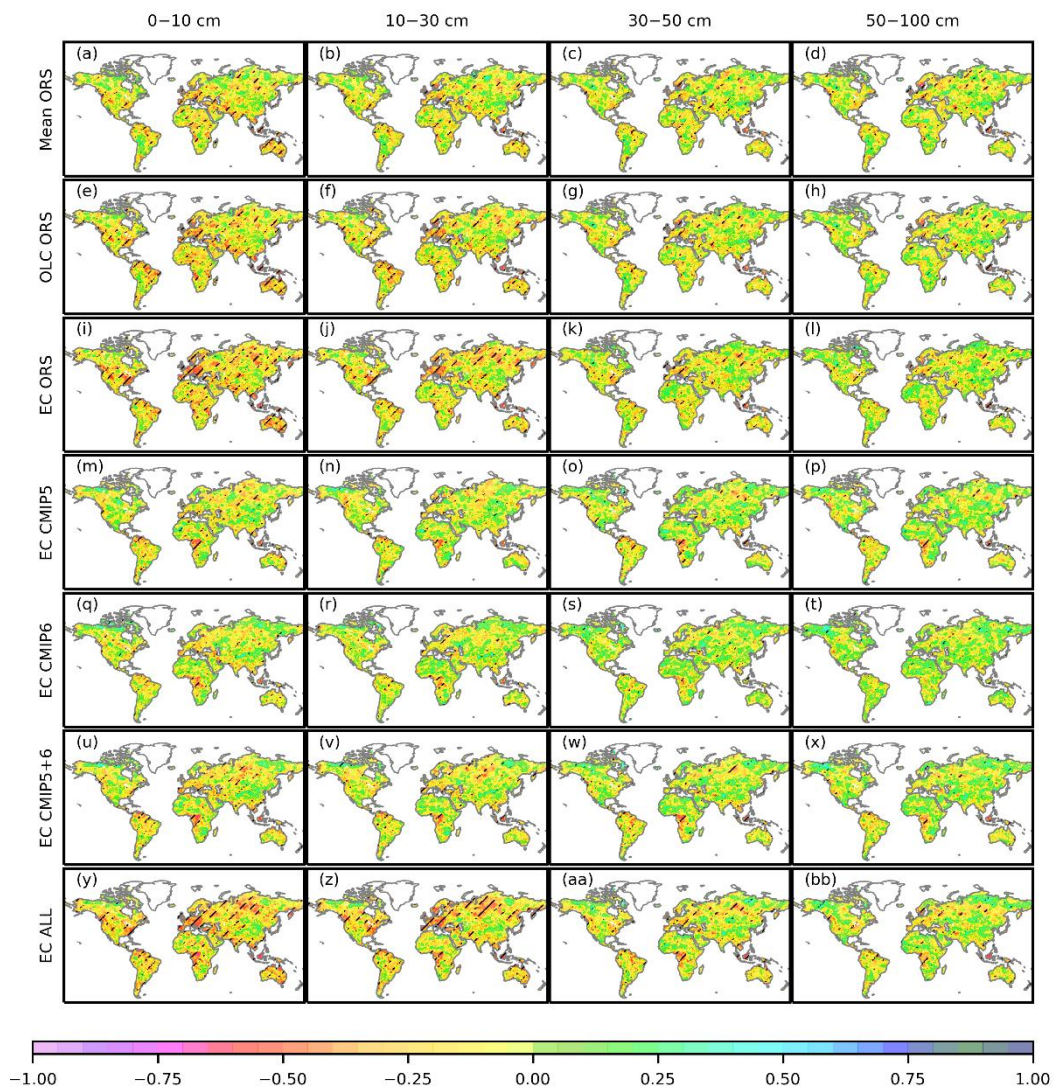 0−10 cm 10−30 cm 30−50 cm 50−100 cm
Mean ORS
(a) (b) (c) (d)
OLC ORS
(e) (f) (g) (h)
EC ORS
(i) (j) (k) (l)
EC CMIP5
(m) (n) (o) (p)
EC CMIP6
(q) (r) (s) (t)
EC CMIP5+6
(u) (v) (w) (x)
EC ALL
(y) (z) (aa) (bb)
−1.00 −0.75 −0.50 −0.25 0.00 0.25 0.50 0.75 1.00